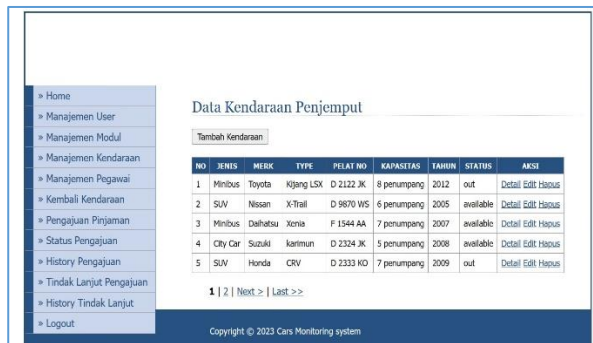 » Home
» Manajemen User
» Manajemen Modul
» Manajemen Kendaraan
» Manajemen Pegawai
» Kembali Kendaraan
» Pengajuan Pinjaman
» Status Pengajuan
» History Pengajuan
» Tindak Lanjut Pengajuan
» History Tindak Lanjut
» Logout
Data Kendaraan Penjemput
Tambah Kendaraan
NO JENIS MERK TYPE PELAT NO KAPASITAS TAHUN STATUS AKSI
1 Minibus Toyota Kijang LSX D 2122 JK 8 penumpang 2012 out Detail Edit Hapus
2 SUV Nissan X-Trail D 9870 WS 6 penumpang 2005 available Detail Edit Hapus
3 Minibus Daihatsu Xenia F 1544 AA 7 penumpang 2007 available Detail Edit Hapus
4 City Car Suzuki karimun D 2324 JK 5 penumpang 2008 available Detail Edit Hapus
5 SUV Honda CRV D 2333 KO 7 penumpang 2009 out Detail Edit Hapus
1 | 2 | Next > | Last >>
Copyright © 2023 Cars Monitoring system